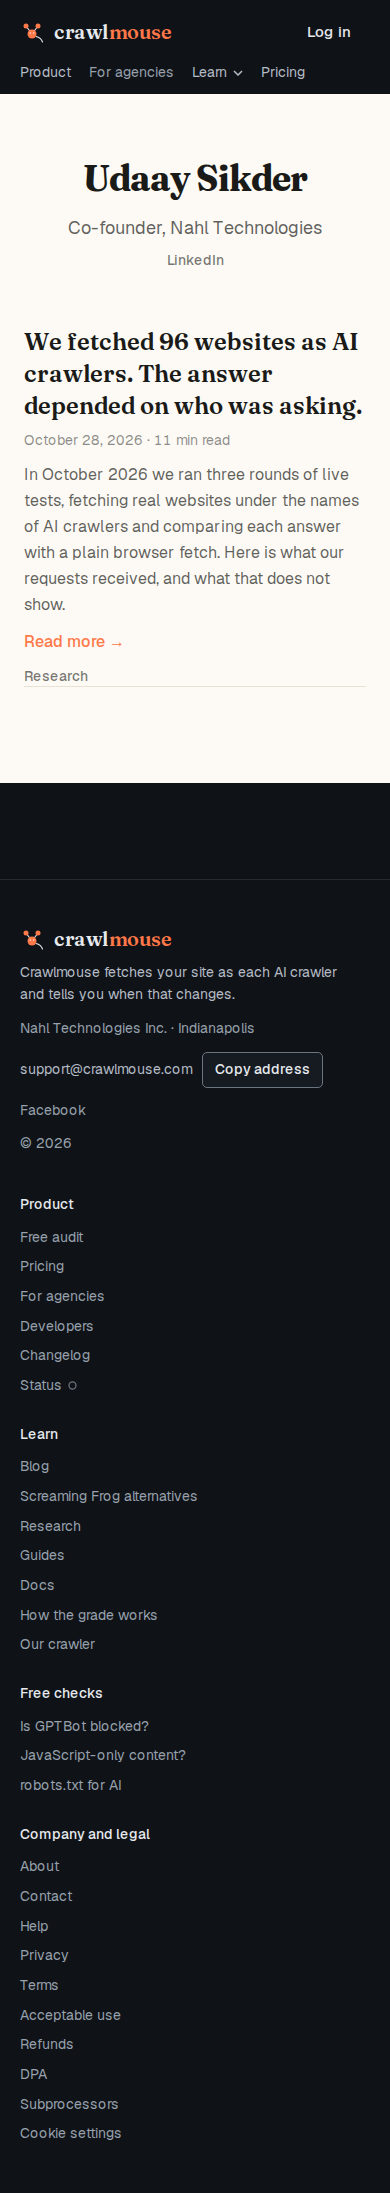 crawlmouse
Log in
Product
For agencies
Learn
Pricing
Udaay Sikder
Co-founder, Nahl Technologies
LinkedIn
We fetched 96 websites as AI
crawlers. The answer
depended on who was asking.
October 28, 2026 · 11 min read
In October 2026 we ran three rounds of live
tests, fetching real websites under the names
of AI crawlers and comparing each answer
with a plain browser fetch. Here is what our
requests received, and what that does not
show.
Read more →
Research
crawlmouse
Crawlmouse fetches your site as each AI crawler
and tells you when that changes.
Nahl Technologies Inc. · Indianapolis
support@crawlmouse.com
Copy address
Facebook
© 2026
Product
Free audit
Pricing
For agencies
Developers
Changelog
Status
Learn
Blog
Screaming Frog alternatives
Research
Guides
Docs
How the grade works
Our crawler
Free checks
Is GPTBot blocked?
JavaScript-only content?
robots.txt for AI
Company and legal
About
Contact
Help
Privacy
Terms
Acceptable use
Refunds
DPA
Subprocessors
Cookie settings